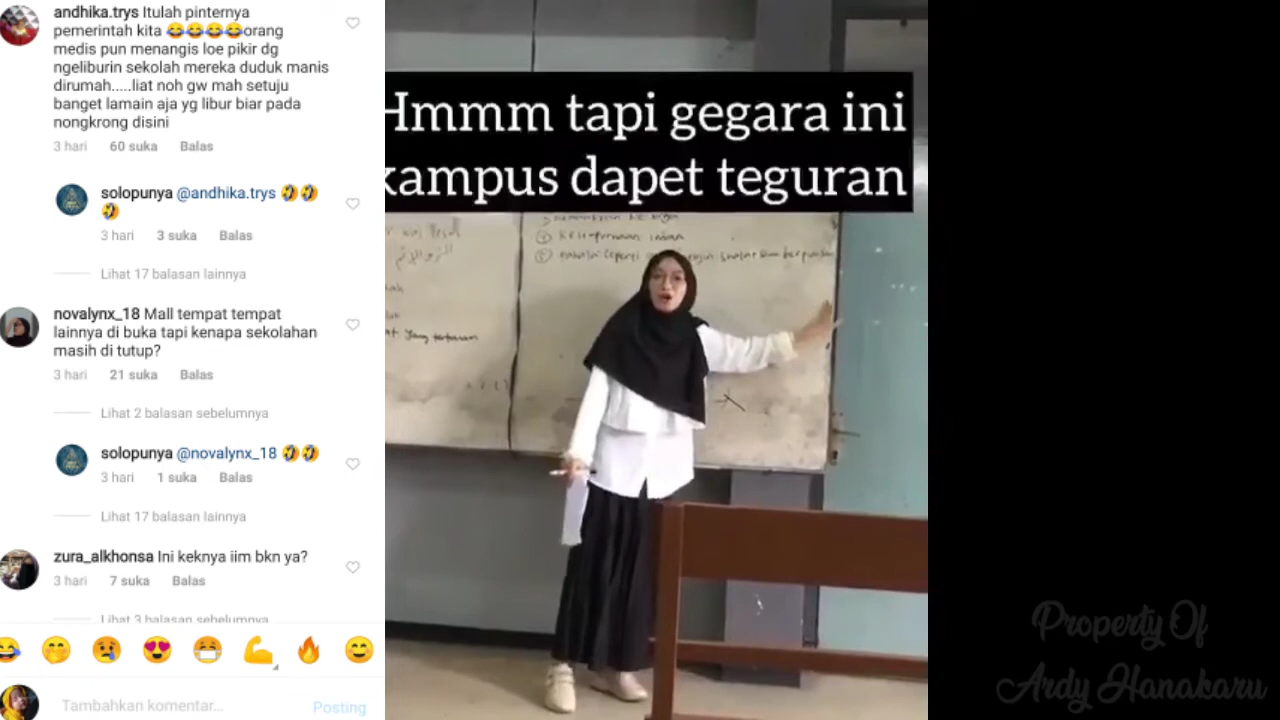 andhika.trys Itulah pinternya
pemerintah kita 😂😂😂😂orang
medis pun menangis loe pikir dg
ngeliburin sekolah mereka duduk manis
dirumah.....liat noh gw mah setuju
banget lamain aja yg libur biar pada
nongkrong disini
3 hari 60 suka Balas
solopunya @andhika.trys 🤣🤣
🤣
3 hari 3 suka Balas
Lihat 17 balasan lainnya
novalynx_18 Mall tempat tempat
lainnya di buka tapi kenapa sekolahan
masih di tutup?
3 hari 21 suka Balas
Lihat 2 balasan sebelumnya
solopunya @novalynx_18 🤣🤣
3 hari 1 suka Balas
Lihat 17 balasan lainnya
zura_alkhonsa Ini keknya iim bkn ya?
3 hari 7 suka Balas
Lihat 3 balasan sebelumnya
Tambahkan komentar... Posting
Hmmm tapi gegara ini
kampus dapet teguran
Property Of
Ardy Hanakaru